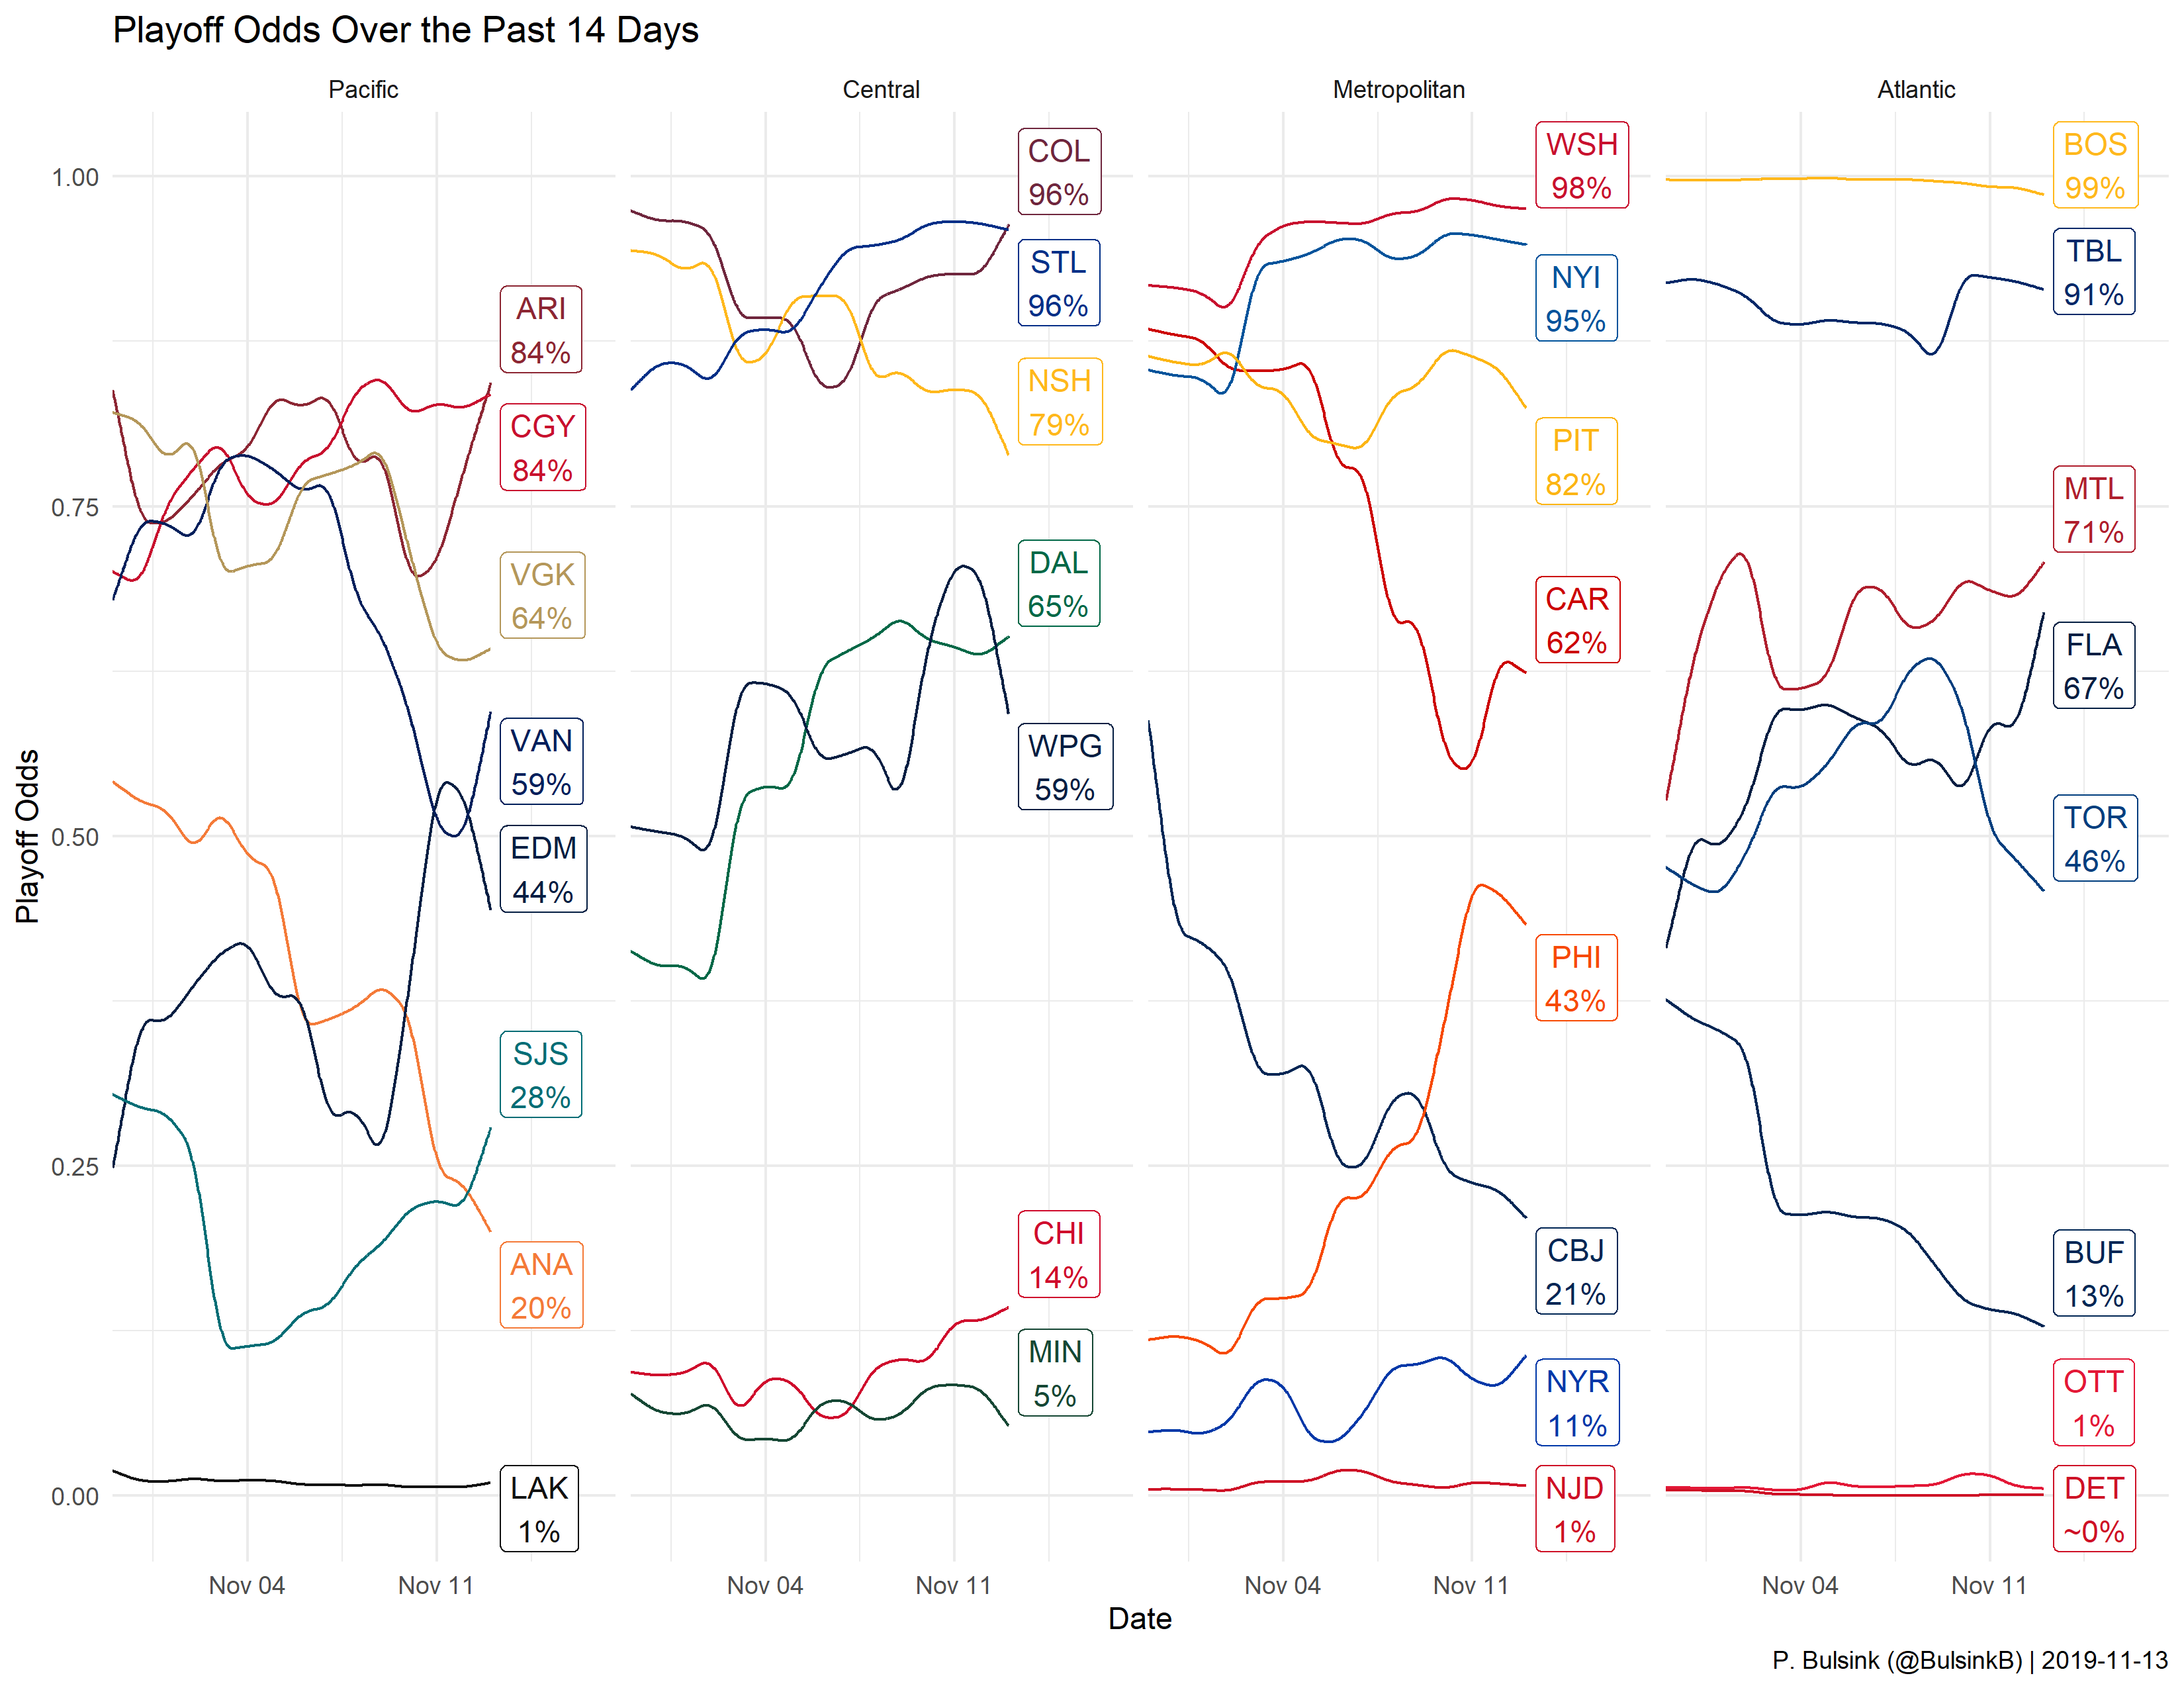 Playoff Odds Over the Past 14 Days
Pacific
Central
Metropolitan
Atlantic
Playoff Odds
1.00
0.75
0.50
0.25
0.00
ARI
84%
CGY
84%
VGK
64%
VAN
59%
EDM
44%
SJS
28%
ANA
20%
LAK
1%
COL
96%
STL
96%
NSH
79%
DAL
65%
WPG
59%
CHI
14%
MIN
5%
WSH
98%
NYI
95%
PIT
82%
CAR
62%
PHI
43%
CBJ
21%
NYR
11%
NJD
1%
BOS
99%
TBL
91%
MTL
71%
FLA
67%
TOR
46%
BUF
13%
OTT
1%
DET
~0%
Nov 04
Nov 11
Nov 04
Nov 11
Nov 04
Nov 11
Nov 04
Nov 11
Date
P. Bulsink (@BulsinkB) | 2019-11-13